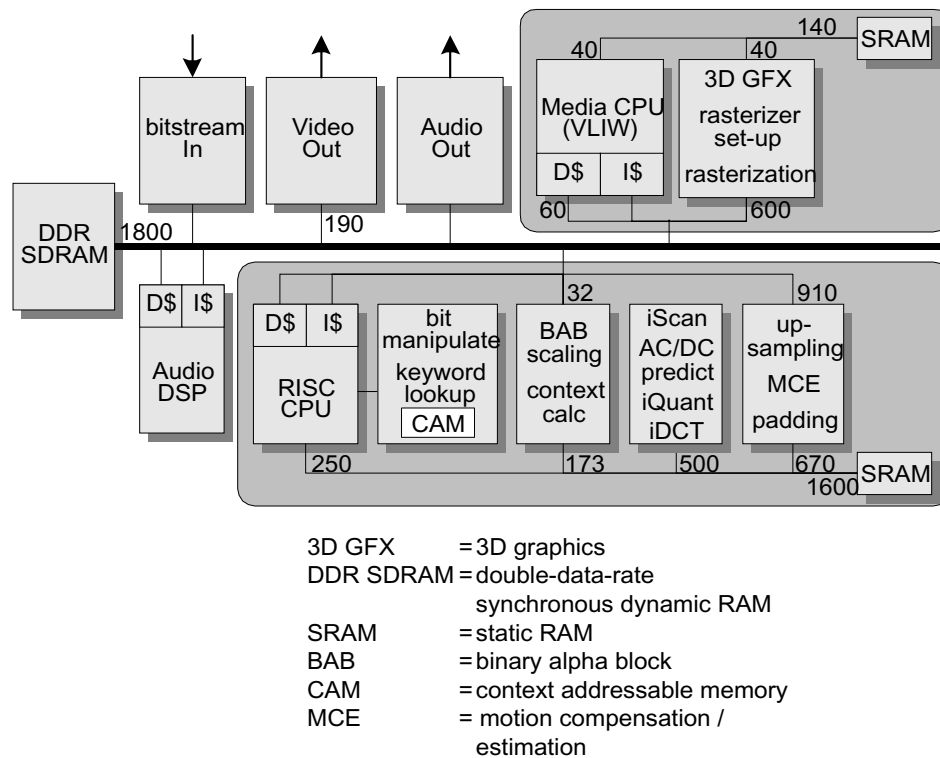 140
SRAM
40
40
bitstream
In
Video
Out
Audio
Out
Media CPU
(VLIW)
D$
I$
3D GFX
rasterizer
set-up
rasterization
60
600
DDR
SDRAM
1800
190
D$
I$
Audio
DSP
D$
I$
RISC
CPU
bit
manipulate
keyword
lookup
CAM
32
BAB
scaling
context
calc
iScan
AC/DC
predict
iQuant
iDCT
910
up-
sampling
MCE
padding
250
173
500
670
1600
SRAM
3D GFX = 3D graphics
DDR SDRAM = double-data-rate
synchronous dynamic RAM
SRAM = static RAM
BAB = binary alpha block
CAM = context addressable memory
MCE = motion compensation /
estimation